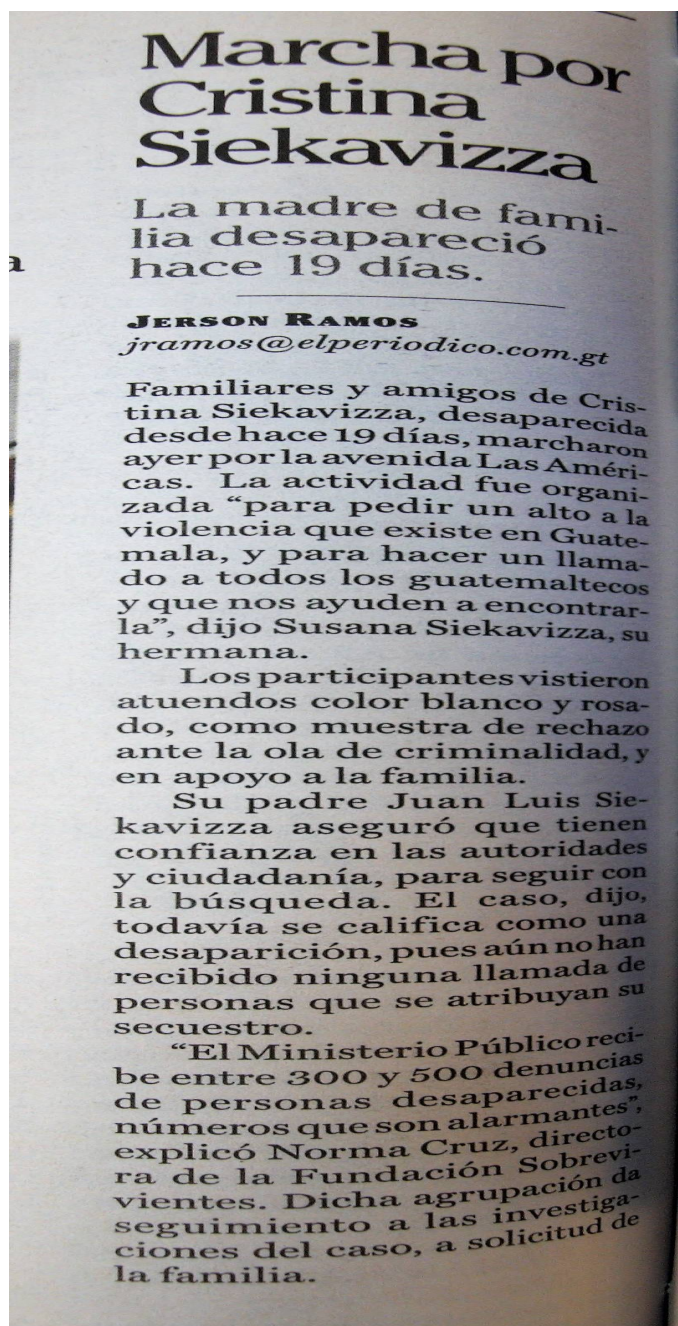 Marcha por
Cristina
Siekavizza
La madre de fami-
lia desapareció
hace 19 días.
a
JERSON RAMOS
jramos@elperiodico.com.gt
Familiares y amigos de Cris-
tina Siekavizza, desaparecida
desde hace 19 días, marcharon
ayer por la avenida Las Améri-
cas. La actividad fue organi-
zada “para pedir un alto a la
violencia que existe en Guate-
mala, y para hacer un llama-
do a todos los guatemaltecos
y que nos ayuden a encontrar-
la”, dijo Susana Siekavizza, su
hermana.
Los participantes vistieron
atuendos color blanco y rosa-
do, como muestra de rechazo
ante la ola de criminalidad, y
en apoyo a la familia.
Su padre Juan Luis Sie-
kavizza aseguró que tienen
confianza en las autoridades
y ciudadanía, para seguir con
la búsqueda. El caso, dijo,
todavía se califica como una
desaparición, pues aún no han
recibido ninguna llamada de
personas que se atribuyan su
secuestro.
“El Ministerio Público reci-
be entre 300 y 500 denuncias
de personas desaparecidas,
números que son alarmantes”,
explicó Norma Cruz, directo-
ra de la Fundación Sobrevi-
vientes. Dicha agrupación da
seguimiento a las investiga-
ciones del caso, a solicitud de
la familia.